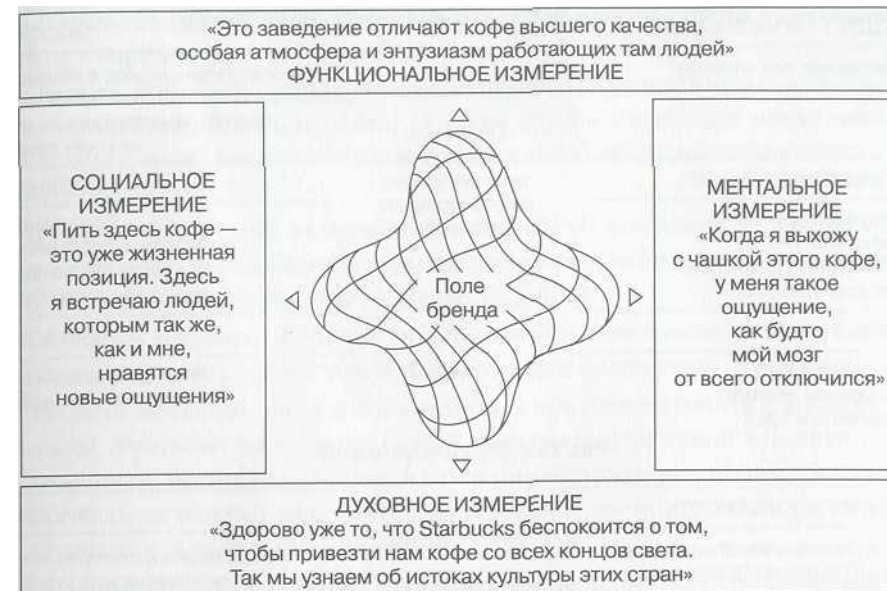 «Это заведение отличают кофе высшего качества,
особая атмосфера и энтузиазм работающих там людей»
ФУНКЦИОНАЛЬНОЕ ИЗМЕРЕНИЕ
СОЦИАЛЬНОЕ
ИЗМЕРЕНИЕ
«Пить здесь кофе —
это уже жизненная
позиция. Здесь
я встречаю людей,
которым так же,
как и мне,
нравятся
новые ощущения»
Поле
бренда
МЕНТАЛЬНОЕ
ИЗМЕРЕНИЕ
«Когда я выхожу
с чашкой этого кофе,
у меня такое
ощущение,
как будто
мой мозг
от всего отключился»
ДУХОВНОЕ ИЗМЕРЕНИЕ
«Здорово уже то, что Starbucks беспокоится о том,
чтобы привезти нам кофе со всех концов света.
Так мы узнаем об истоках культуры этих стран»